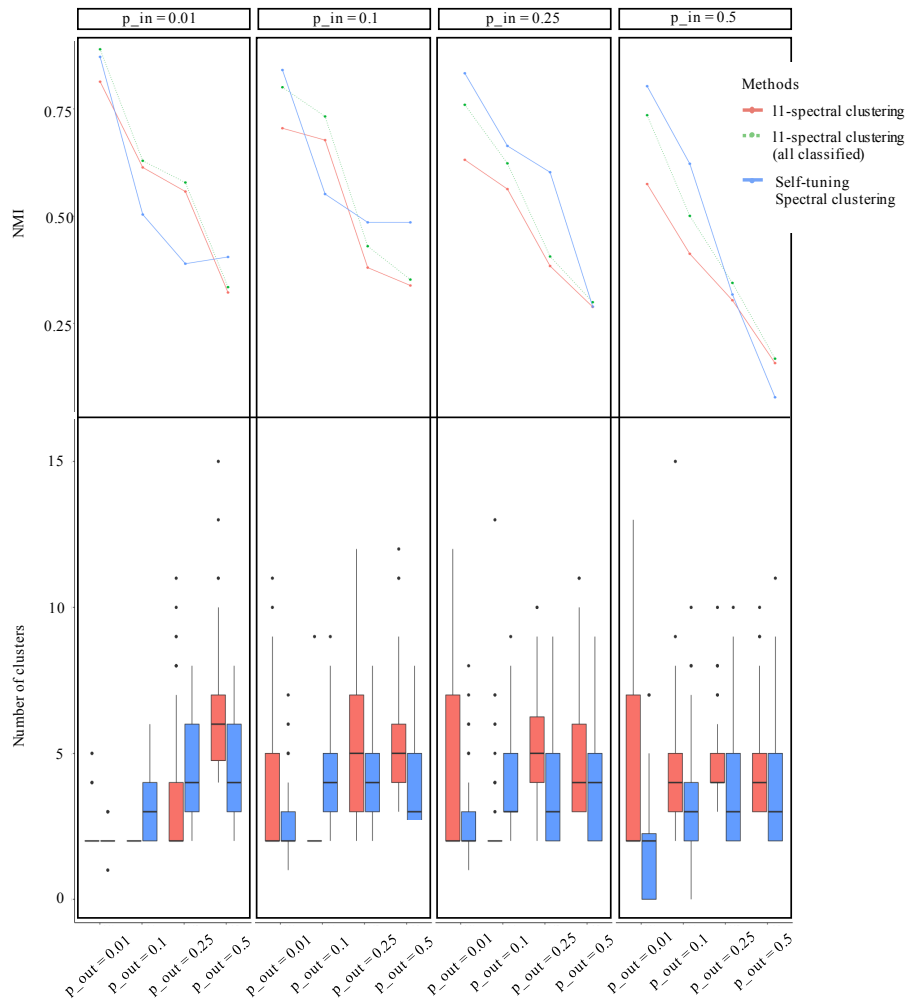 p_in = 0.01
p_in = 0.1
p_in = 0.25
p_in = 0.5
NMI
0.75
0.50
0.25
Methods
l1-spectral clustering
l1-spectral clustering
(all classified)
Self-tuning
Spectral clustering
Number of clusters
15
10
5
0
p_out = 0.01
p_out = 0.1
p_out = 0.25
p_out = 0.5
p_out = 0.01
p_out = 0.1
p_out = 0.25
p_out = 0.5
p_out = 0.01
p_out = 0.1
p_out = 0.25
p_out = 0.5
p_out = 0.01
p_out = 0.1
p_out = 0.25
p_out = 0.5